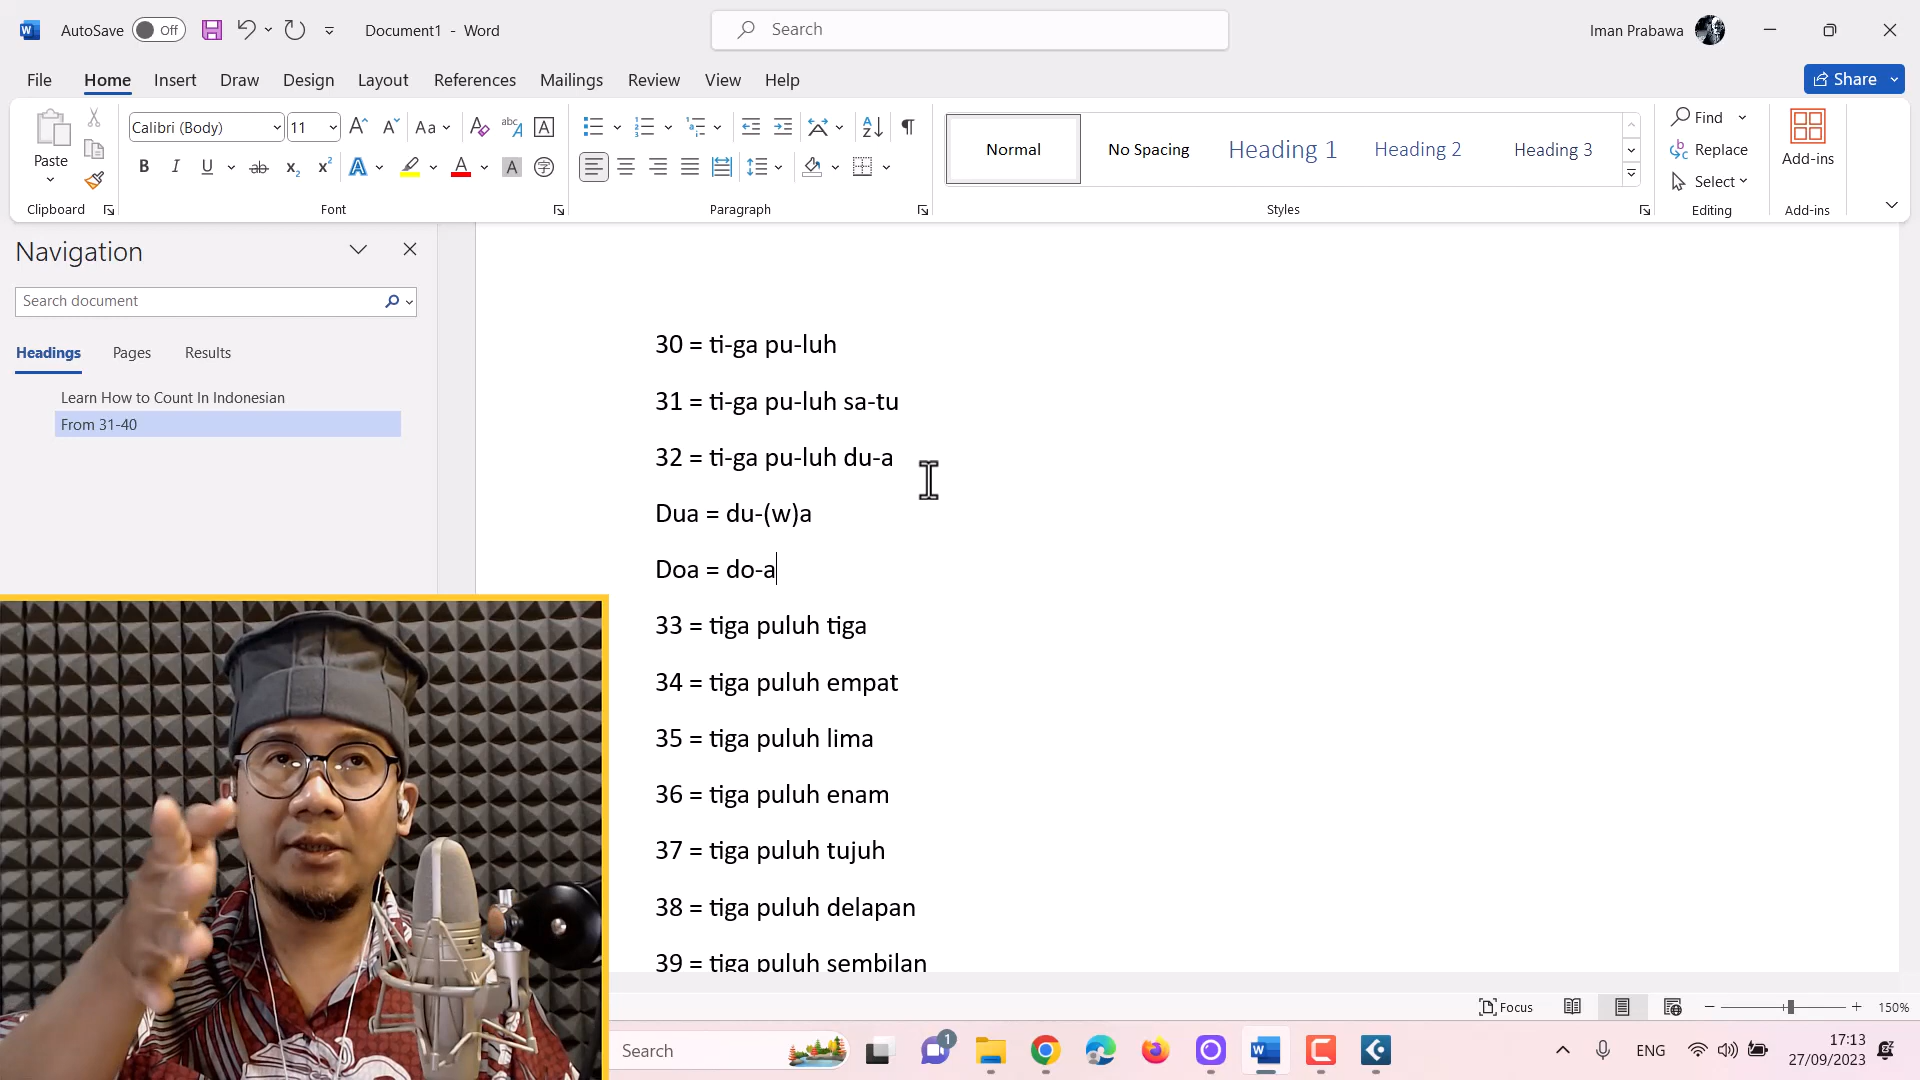 AutoSave Off Document1 - Word Search Iman Prabawa
File Home Insert Draw Design Layout References Mailings Review View Help Share
Paste Calibri (Body) 11 Aa Normal No Spacing Heading 1 Heading 2 Heading 3 Find Replace Select Add-ins
Clipboard Font Paragraph Styles Editing Add-ins
Navigation
Search document
Headings Pages Results
Learn How to Count In Indonesian
From 31-40
30 = ti-ga pu-luh
31 = ti-ga pu-luh sa-tu
32 = ti-ga pu-luh du-a
Dua = du-(w)a
Doa = do-a
33 = tiga puluh tiga
34 = tiga puluh empat
35 = tiga puluh lima
36 = tiga puluh enam
37 = tiga puluh tujuh
38 = tiga puluh delapan
39 = tiga puluh sembilan
Focus 150%
Search 1 ENG 17:13
27/09/2023